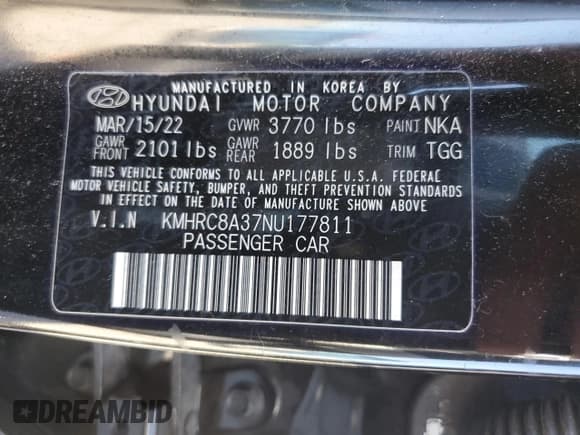 MANUFACTURED IN KOREA BY
HYUNDAI MOTOR COMPANY
MAR/15/22 GVWR 3770 lbs PAINT NKA
GAWR FRONT 2101 lbs GAWR REAR 1889 lbs TRIM TGG
THIS VEHICLE CONFORMS TO ALL APPLICABLE U.S.A. FEDERAL
MOTOR VEHICLE SAFETY, BUMPER, AND THEFT PREVENTION STANDARDS
IN EFFECT ON THE DATE OF MANUFACTURE SHOWN ABOVE.
V.I.N KMHRC8A37NU177811
PASSENGER CAR
DREAMBID